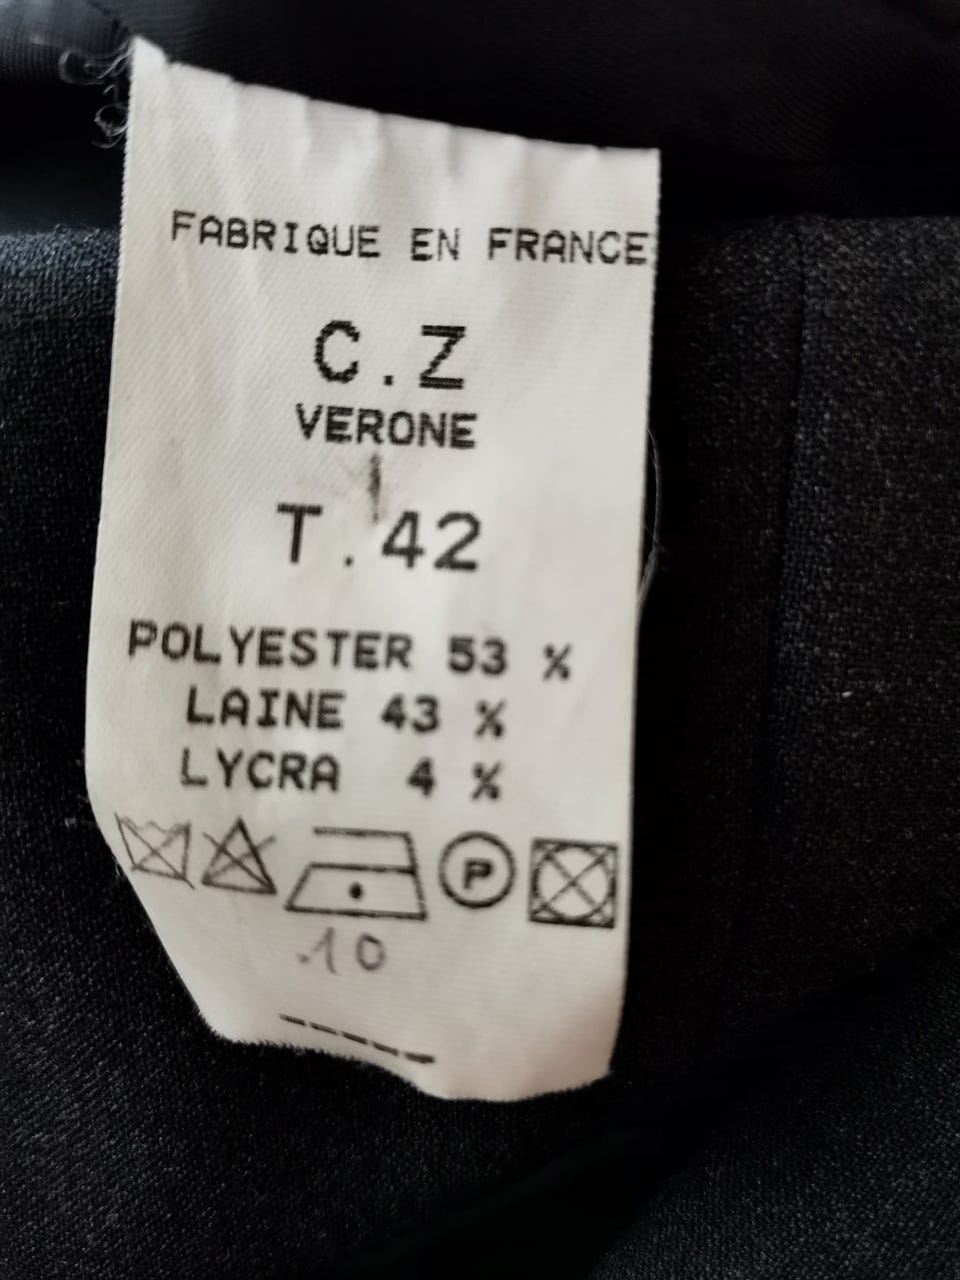 FABRIQUE EN FRANCE
C.Z
VERONE
T.42
POLYESTER 53 %
LAINE 43 %
LYCRA 4 %
P
10
-----